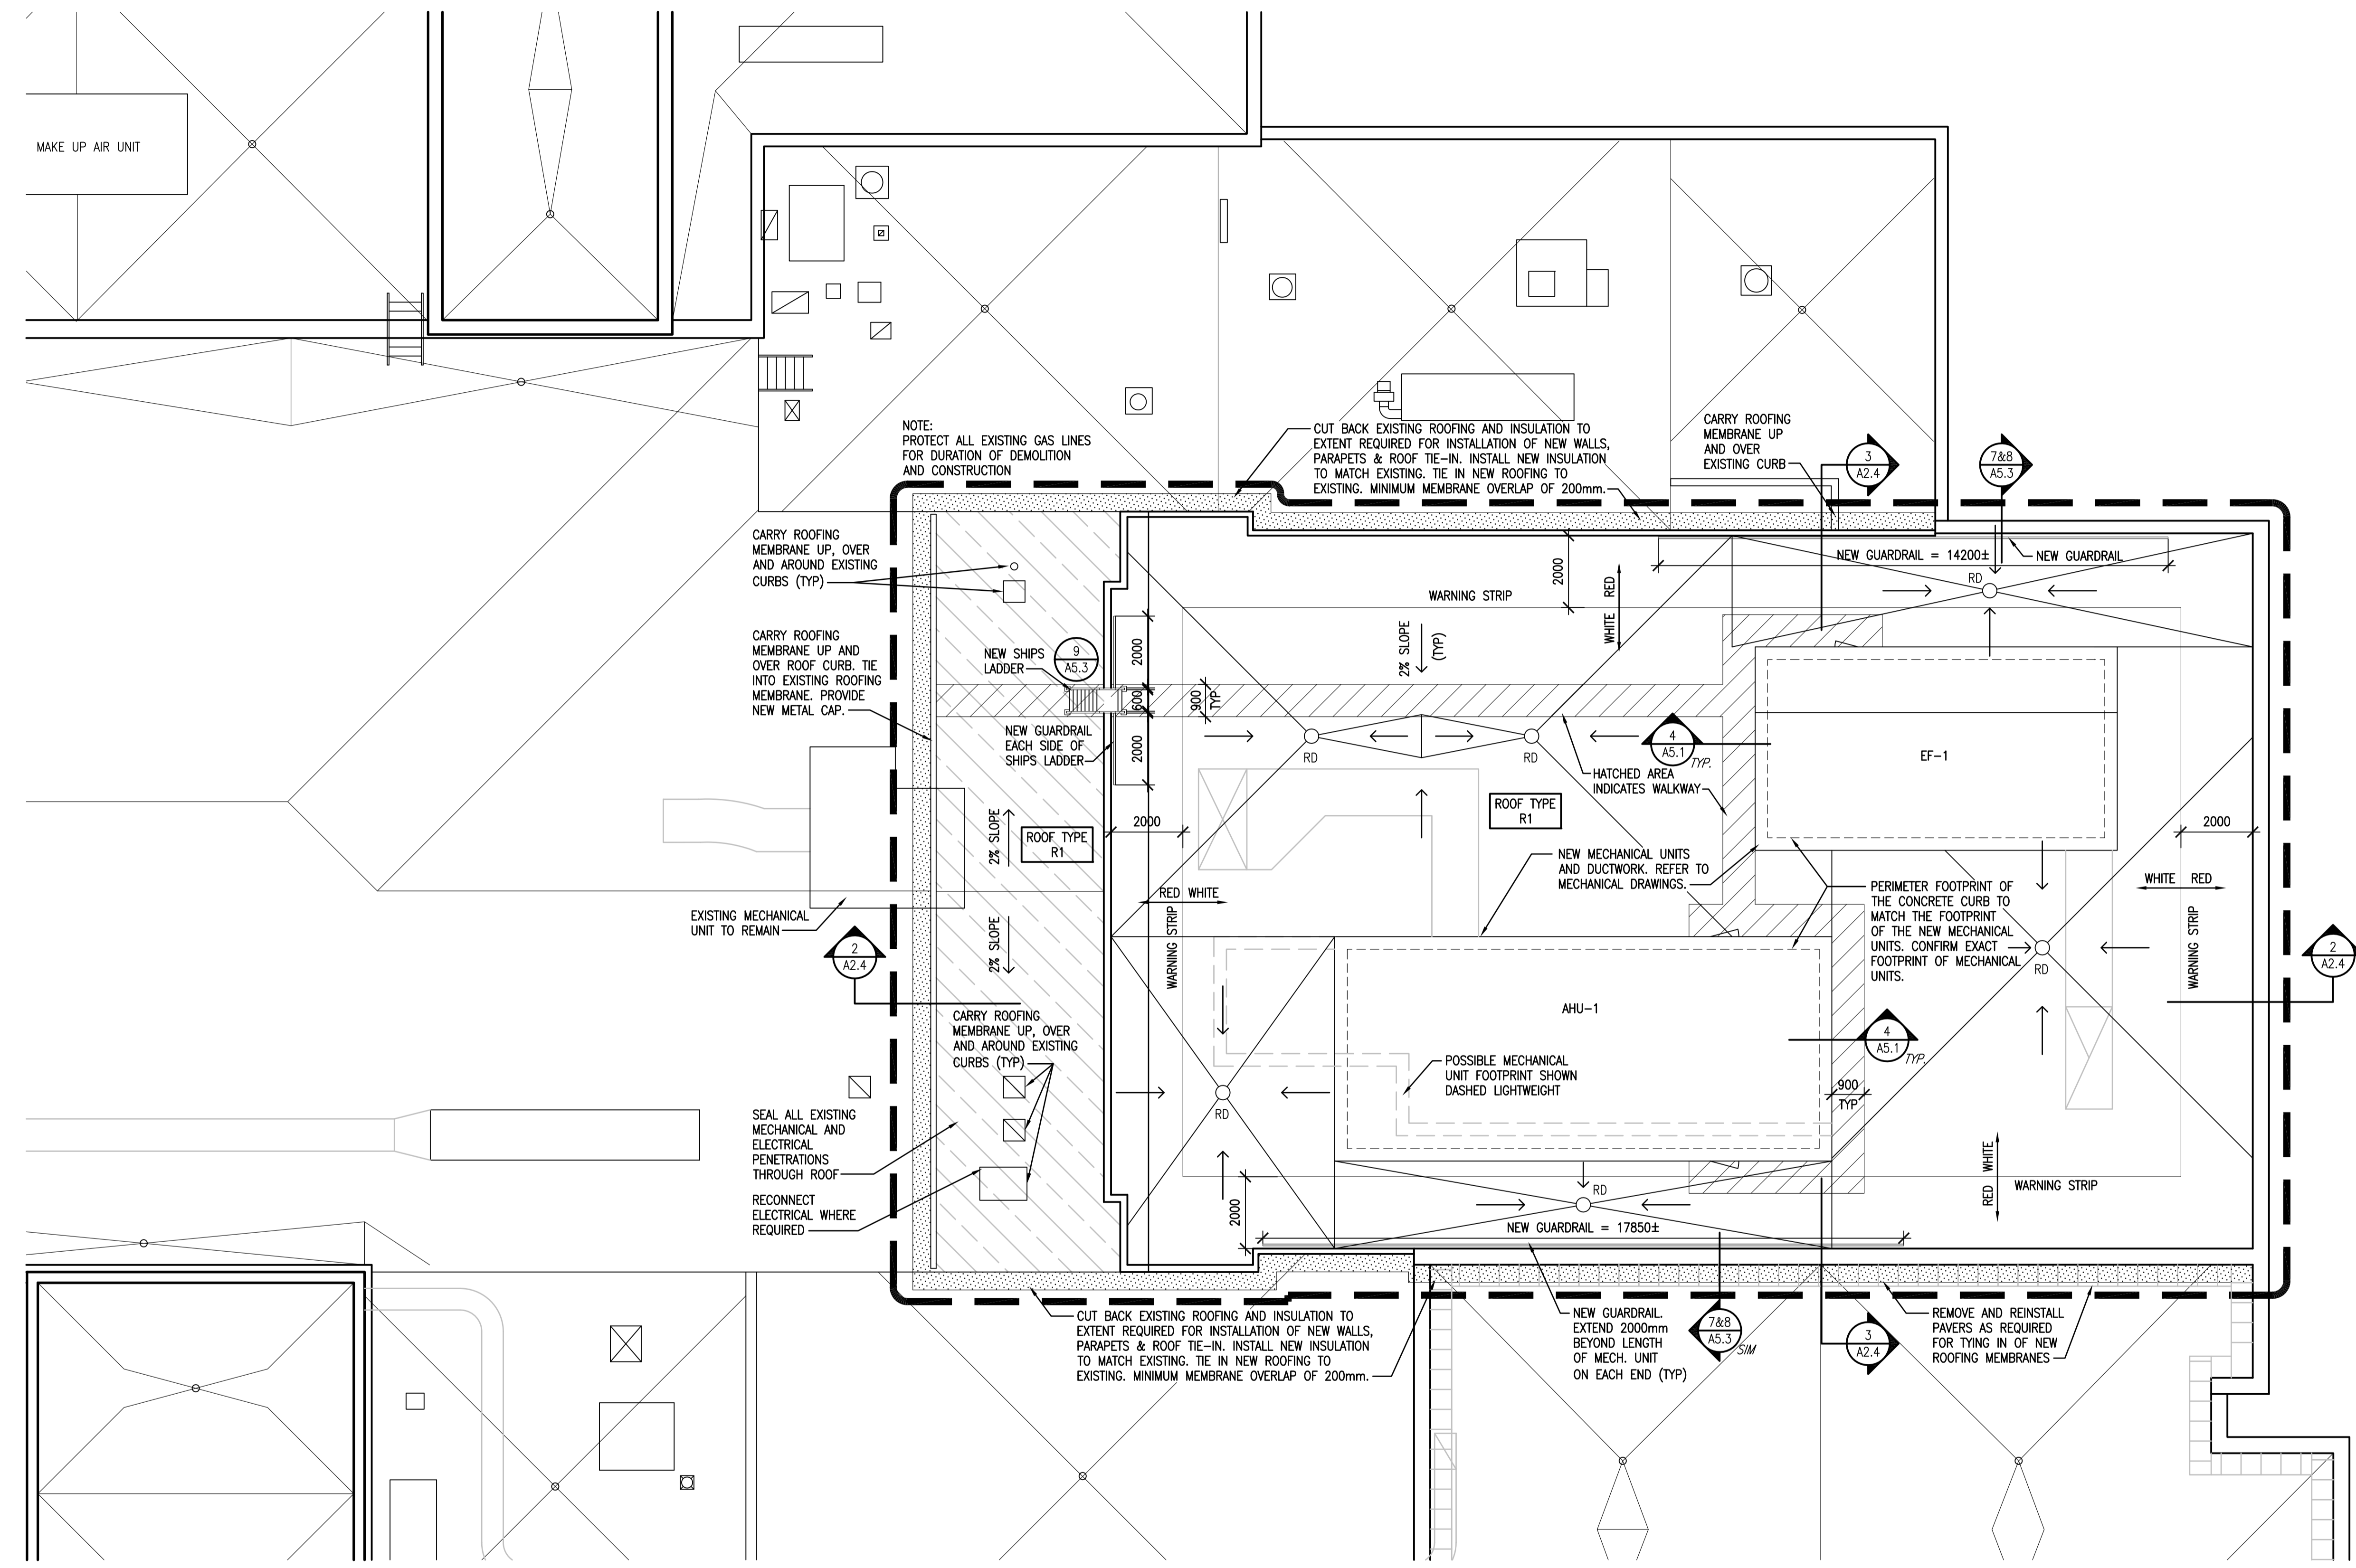 MAKE UP AIR UNIT
NOTE:
PROTECT ALL EXISTING GAS LINES
FOR DURATION OF DEMOLITION
AND CONSTRUCTION
CUT BACK EXISTING ROOFING AND INSULATION TO
EXTENT REQUIRED FOR INSTALLATION OF NEW WALLS,
PARAPETS & ROOF TIE-IN. INSTALL NEW INSULATION
TO MATCH EXISTING. TIE IN NEW ROOFING TO
EXISTING. MINIMUM MEMBRANE OVERLAP OF 200mm.
CARRY ROOFING
MEMBRANE UP
AND OVER
EXISTING CURB
3
A2.4
7&8
A5.3
CARRY ROOFING
MEMBRANE UP, OVER
AND AROUND EXISTING
CURBS (TYP)
NEW GUARDRAIL = 14200±
NEW GUARDRAIL
RD
2000
WHITE RED
WARNING STRIP
2% SLOPE
(TYP)
CARRY ROOFING
MEMBRANE UP AND
OVER ROOF CURB. TIE
INTO EXISTING ROOFING
MEMBRANE. PROVIDE
NEW METAL CAP.
NEW SHIPS
LADDER
9
A5.3
2000
600
2000
900
TYP
NEW GUARDRAIL
EACH SIDE OF
SHIPS LADDER
RD
RD
4
A5.1
TYP.
HATCHED AREA
INDICATES WALKWAY
EF-1
ROOF TYPE
R1
2% SLOPE
ROOF TYPE
R1
2000
2000
NEW MECHANICAL UNITS
AND DUCTWORK. REFER TO
MECHANICAL DRAWINGS.
RED WHITE
WARNING STRIP
WHITE RED
WARNING STRIP
PERIMETER FOOTPRINT OF
THE CONCRETE CURB TO
MATCH THE FOOTPRINT
OF THE NEW MECHANICAL
UNITS. CONFIRM EXACT
FOOTPRINT OF MECHANICAL
UNITS.
RD
EXISTING MECHANICAL
UNIT TO REMAIN
2
A2.4
2% SLOPE
2
A2.4
AHU-1
CARRY ROOFING
MEMBRANE UP, OVER
AND AROUND EXISTING
CURBS (TYP)
4
A5.1
TYP.
POSSIBLE MECHANICAL
UNIT FOOTPRINT SHOWN
DASHED LIGHTWEIGHT
900
TYP
RD
SEAL ALL EXISTING
MECHANICAL AND
ELECTRICAL
PENETRATIONS
THROUGH ROOF
RECONNECT
ELECTRICAL WHERE
REQUIRED
2000
RD
NEW GUARDRAIL = 17850±
RED WHITE
WARNING STRIP
CUT BACK EXISTING ROOFING AND INSULATION TO
EXTENT REQUIRED FOR INSTALLATION OF NEW WALLS,
PARAPETS & ROOF TIE-IN. INSTALL NEW INSULATION
TO MATCH EXISTING. TIE IN NEW ROOFING TO
EXISTING. MINIMUM MEMBRANE OVERLAP OF 200mm.
NEW GUARDRAIL.
EXTEND 2000mm
BEYOND LENGTH
OF MECH. UNIT
ON EACH END (TYP)
7&8
A5.3
SIM
3
A2.4
REMOVE AND REINSTALL
PAVERS AS REQUIRED
FOR TYING IN OF NEW
ROOFING MEMBRANES